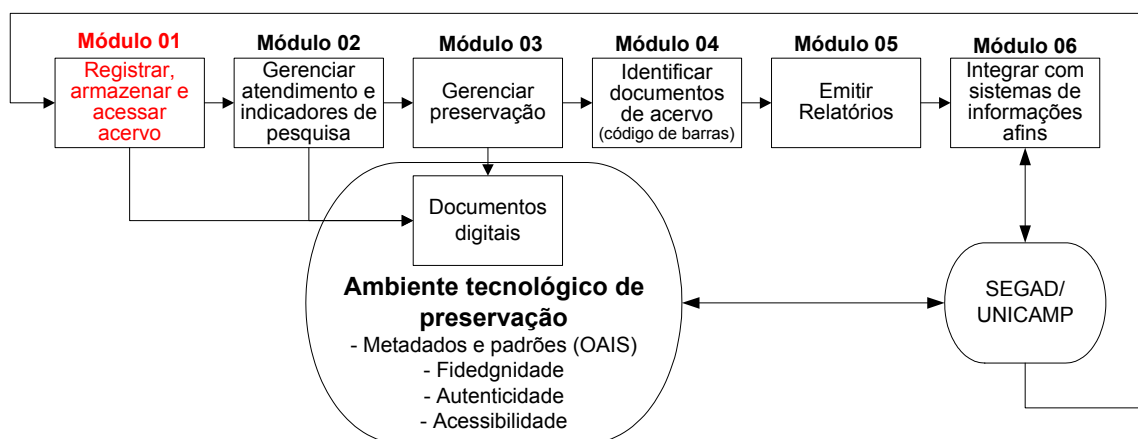 Módulo 01
Registrar,
armazenar e
acessar
acervo
Módulo 02
Gerenciar
atendimento e
indicadores de
pesquisa
Módulo 03
Gerenciar
preservação
Módulo 04
Identificar
documentos
de acervo
(código de barras)
Módulo 05
Emitir
Relatórios
Módulo 06
Integrar com
sistemas de
informações
afins
Documentos
digitais
Ambiente tecnológico de
preservação
- Metadados e padrões (OAIS)
- Fidedgnidade
- Autenticidade
- Acessibilidade
SEGAD/
UNICAMP